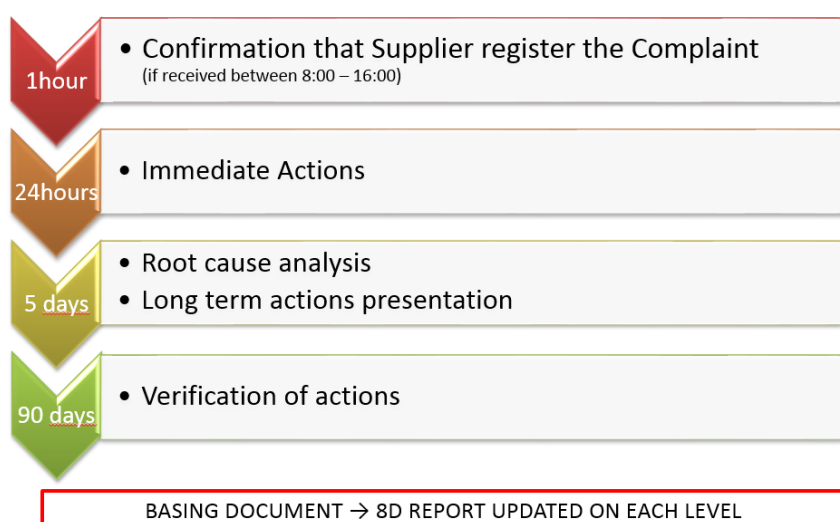 1hour
• Confirmation that Supplier register the Complaint
(if received between 8:00 – 16:00)
24hours
• Immediate Actions
5 days
• Root cause analysis
• Long term actions presentation
90 days
• Verification of actions
BASING DOCUMENT → 8D REPORT UPDATED ON EACH LEVEL